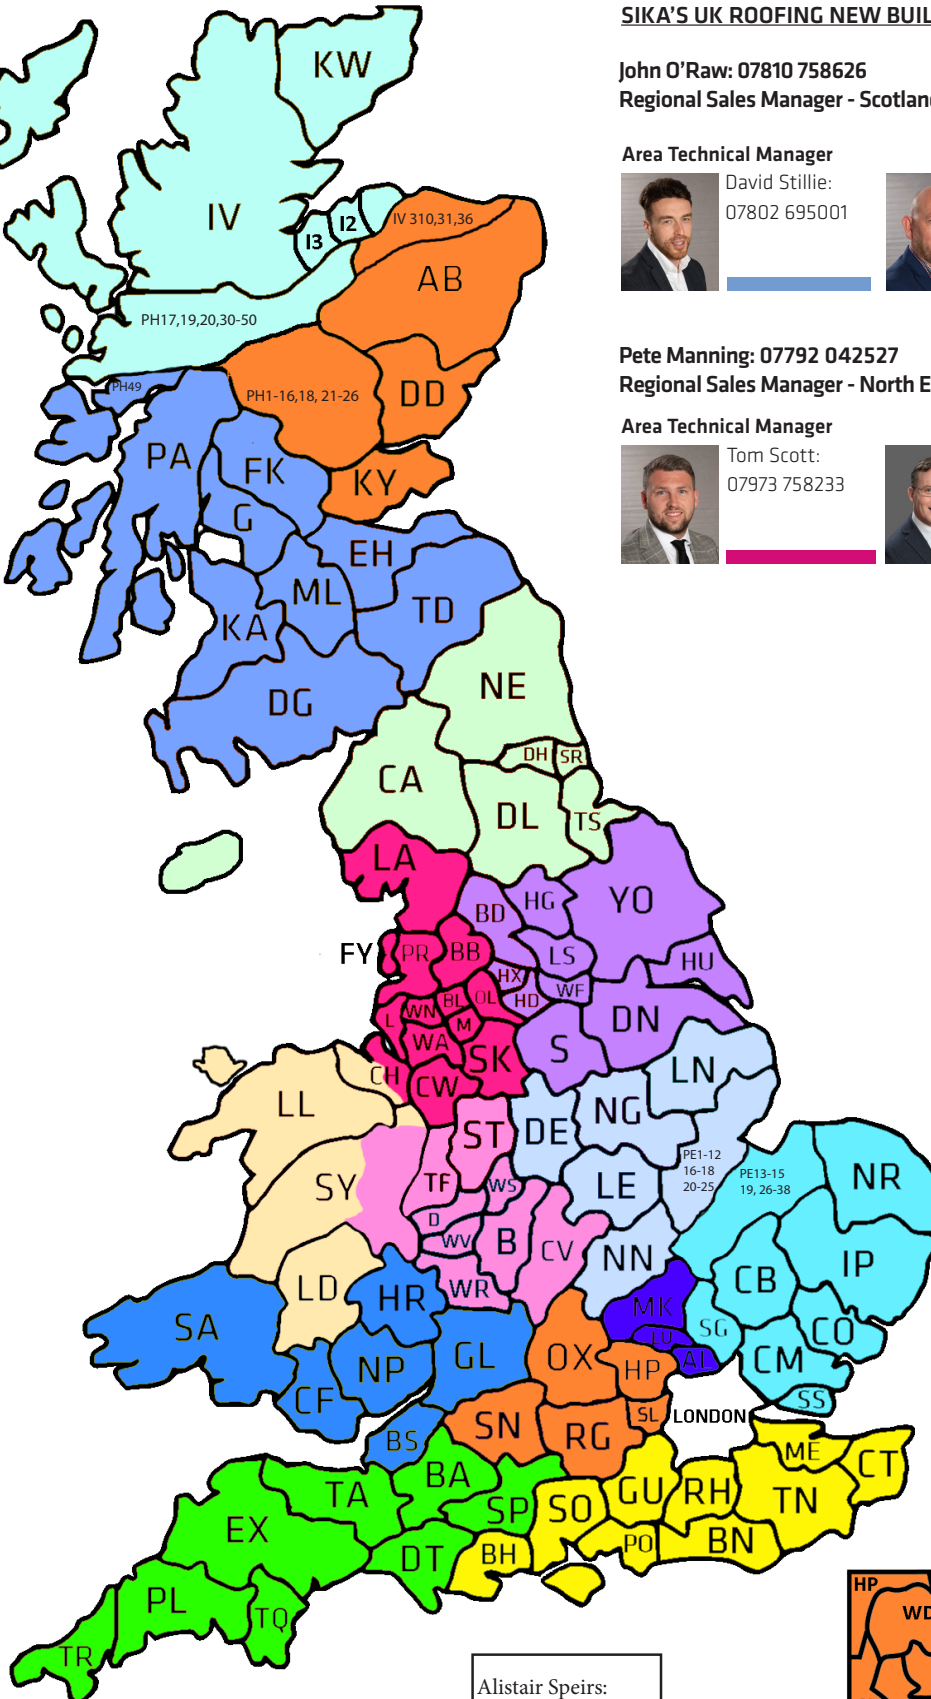 SIKA'S UK ROOFING NEW BUIL
John O'Raw: 07810 758626
Regional Sales Manager - Scotland
Area Technical Manager
David Stillie:
07802 695001
Pete Manning: 07792 042527
Regional Sales Manager - North E
Area Technical Manager
Tom Scott:
07973 758233
KW
IV
I3
I2
IV 310,31,36
AB
PH17,19,20,30-50
PH49
PH1-16,18, 21-26
DD
PA
FK
KY
G
EH
ML
TD
KA
DG
NE
DH
SR
CA
DL
TS
LA
BD
HG
YO
FY
PR
BB
LS
HU
HX
WF
L
WN
BL
OL
HD
M
DN
WA
SK
S
LN
CH
CW
LL
ST
DE
NG
PE1-12
16-18
20-25
PE13-15
19, 26-38
NR
SY
TF
WS
LE
D
WV
B
CV
NN
IP
LD
HR
WR
CB
MK
SA
LU
SG
CO
NP
GL
OX
HP
AL
CM
CF
SS
SN
SL
LONDON
BS
RG
ME
CT
BA
TA
GU
RH
TN
SP
SO
EX
DT
BH
PO
BN
PL
TQ
TR
HP
WD
Alistair Speirs: